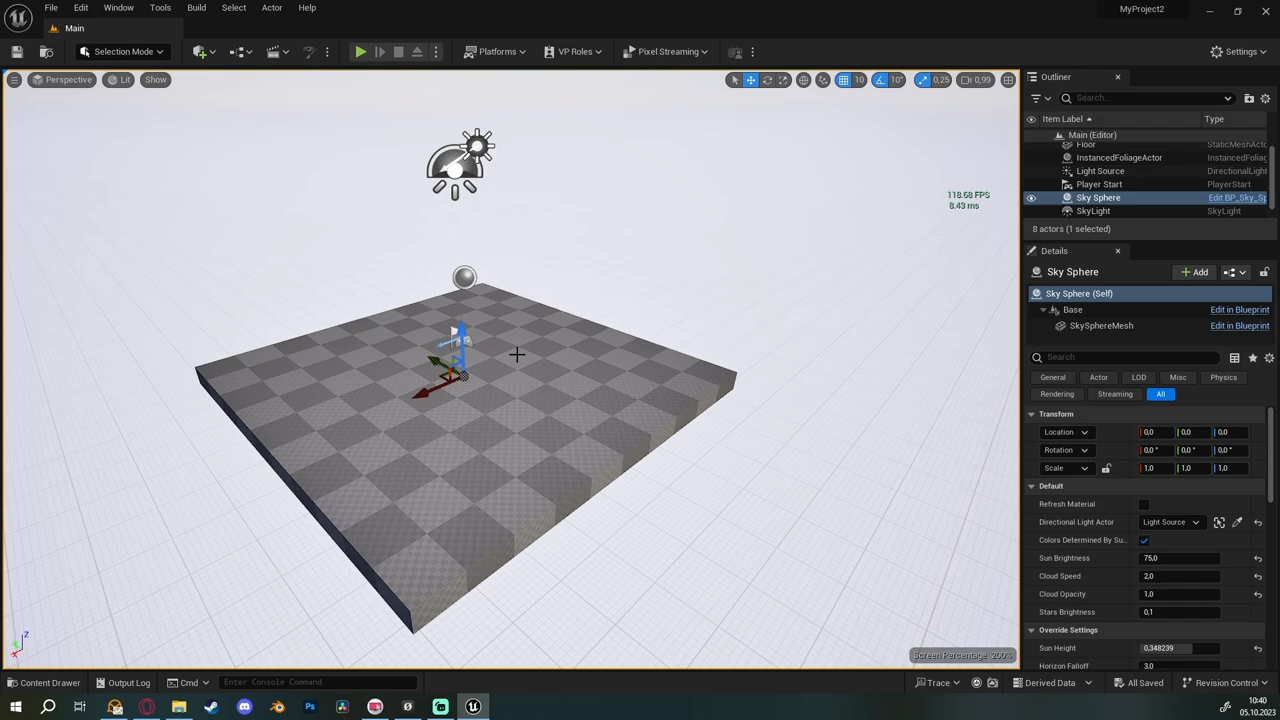 File Edit Window Tools Build Select Actor Help MyProject2
Main
Selection Mode Platforms VP Roles Pixel Streaming Settings
Perspective Lit Show 10 10° 0,25 0,99
Outliner
Search...
Item Label Type
Main (Editor)
Floor StaticMeshActo
InstancedFoliageActor InstancedFoliag
Light Source DirectionalLight
Player Start PlayerStart
Sky Sphere Edit BP_Sky_Sp
SkyLight SkyLight
8 actors (1 selected)
118.68 FPS
8.43 ms
Details
Sky Sphere Add
Sky Sphere (Self)
Base Edit in Blueprint
SkySphereMesh Edit in Blueprint
Search
General Actor LOD Misc Physics
Rendering Streaming All
Transform
Location 0,0 0,0 0,0
Rotation 0,0 ° 0,0 ° 0,0 °
Scale 1,0 1,0 1,0
Default
Refresh Material
Directional Light Actor Light Source
Colors Determined By Su...
Sun Brightness 75,0
Cloud Speed 2,0
Cloud Opacity 1,0
Stars Brightness 0,1
Override Settings
Sun Height 0,348239
Horizon Falloff 3,0
Z
Screen Percentage 200%
Content Drawer Output Log Cmd Enter Console Command Trace Derived Data All Saved Revision Control
10:40
05.10.2023